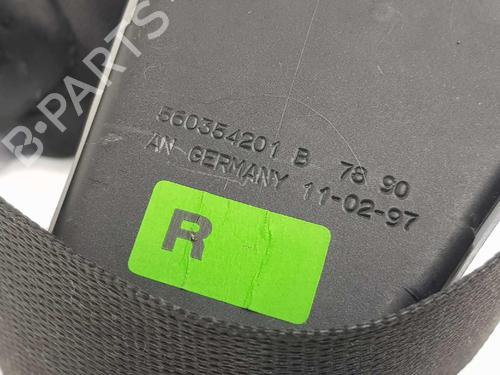 B-PARTS
560354201 B 78 90
AN GERMANY 11-02-97
R